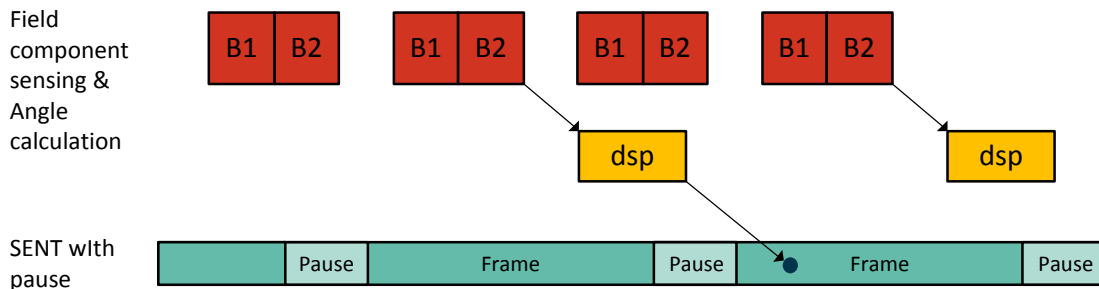 Field
component
sensing &
Angle
calculation
B1 B2 B1 B2 B1 B2 B1 B2
dsp dsp
SENT wIth
pause
Pause Frame Pause Frame Pause